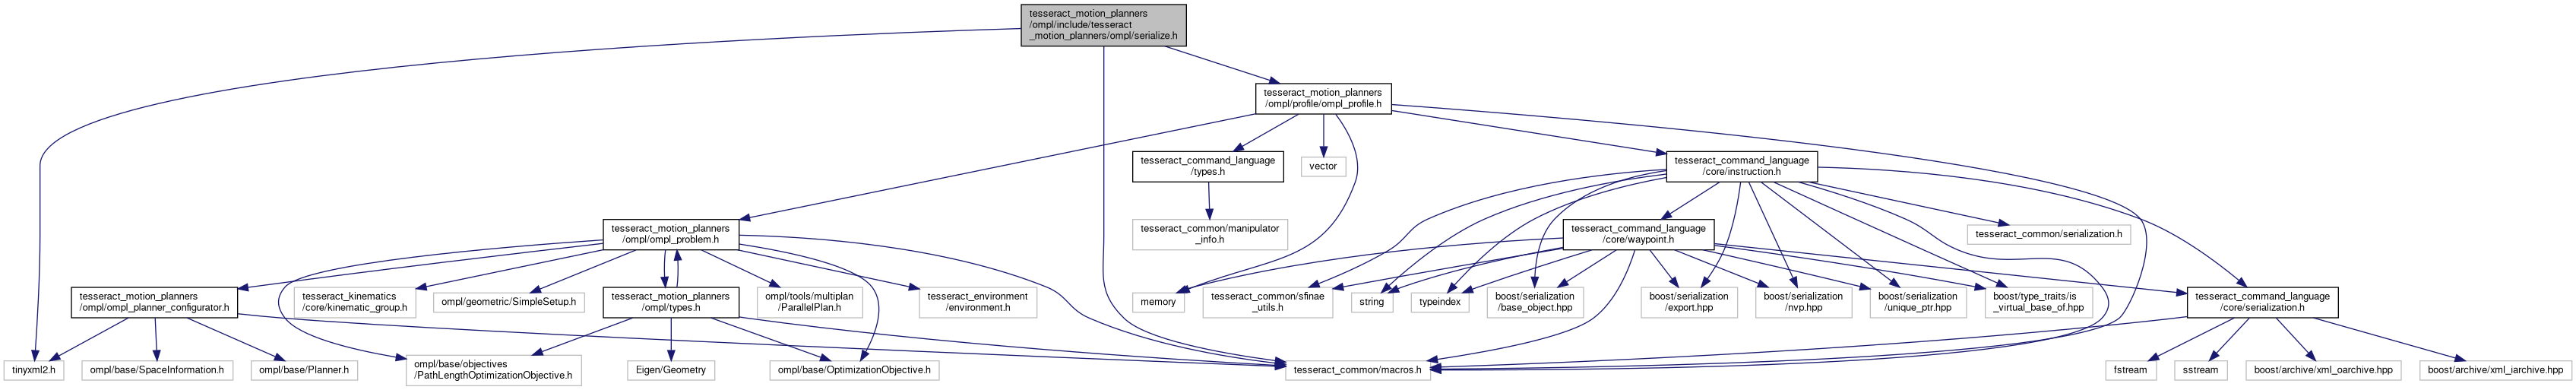 tesseract_motion_planners
/ompl/include/tesseract
_motion_planners/ompl/serialize.h
tesseract_motion_planners
/ompl/profile/ompl_profile.h
tesseract_command_language
/types.h
vector
tesseract_command_language
/core/instruction.h
tesseract_motion_planners
/ompl/ompl_problem.h
tesseract_common/manipulator
_info.h
tesseract_command_language
/core/waypoint.h
tesseract_common/serialization.h
tesseract_motion_planners
/ompl/ompl_planner_configurator.h
tesseract_kinematics
/core/kinematic_group.h
ompl/geometric/SimpleSetup.h
tesseract_motion_planners
/ompl/types.h
ompl/tools/multiplan
/ParallelPlan.h
tesseract_environment
/environment.h
memory
tesseract_common/sfinae
_utils.h
string
typeindex
boost/serialization
/base_object.hpp
boost/serialization
/export.hpp
boost/serialization
/nvp.hpp
boost/serialization
/unique_ptr.hpp
boost/type_traits/is
_virtual_base_of.hpp
tesseract_command_language
/core/serialization.h
tinyxml2.h
ompl/base/SpaceInformation.h
ompl/base/Planner.h
ompl/base/objectives
/PathLengthOptimizationObjective.h
Eigen/Geometry
ompl/base/OptimizationObjective.h
tesseract_common/macros.h
fstream
sstream
boost/archive/xml_oarchive.hpp
boost/archive/xml_iarchive.hpp